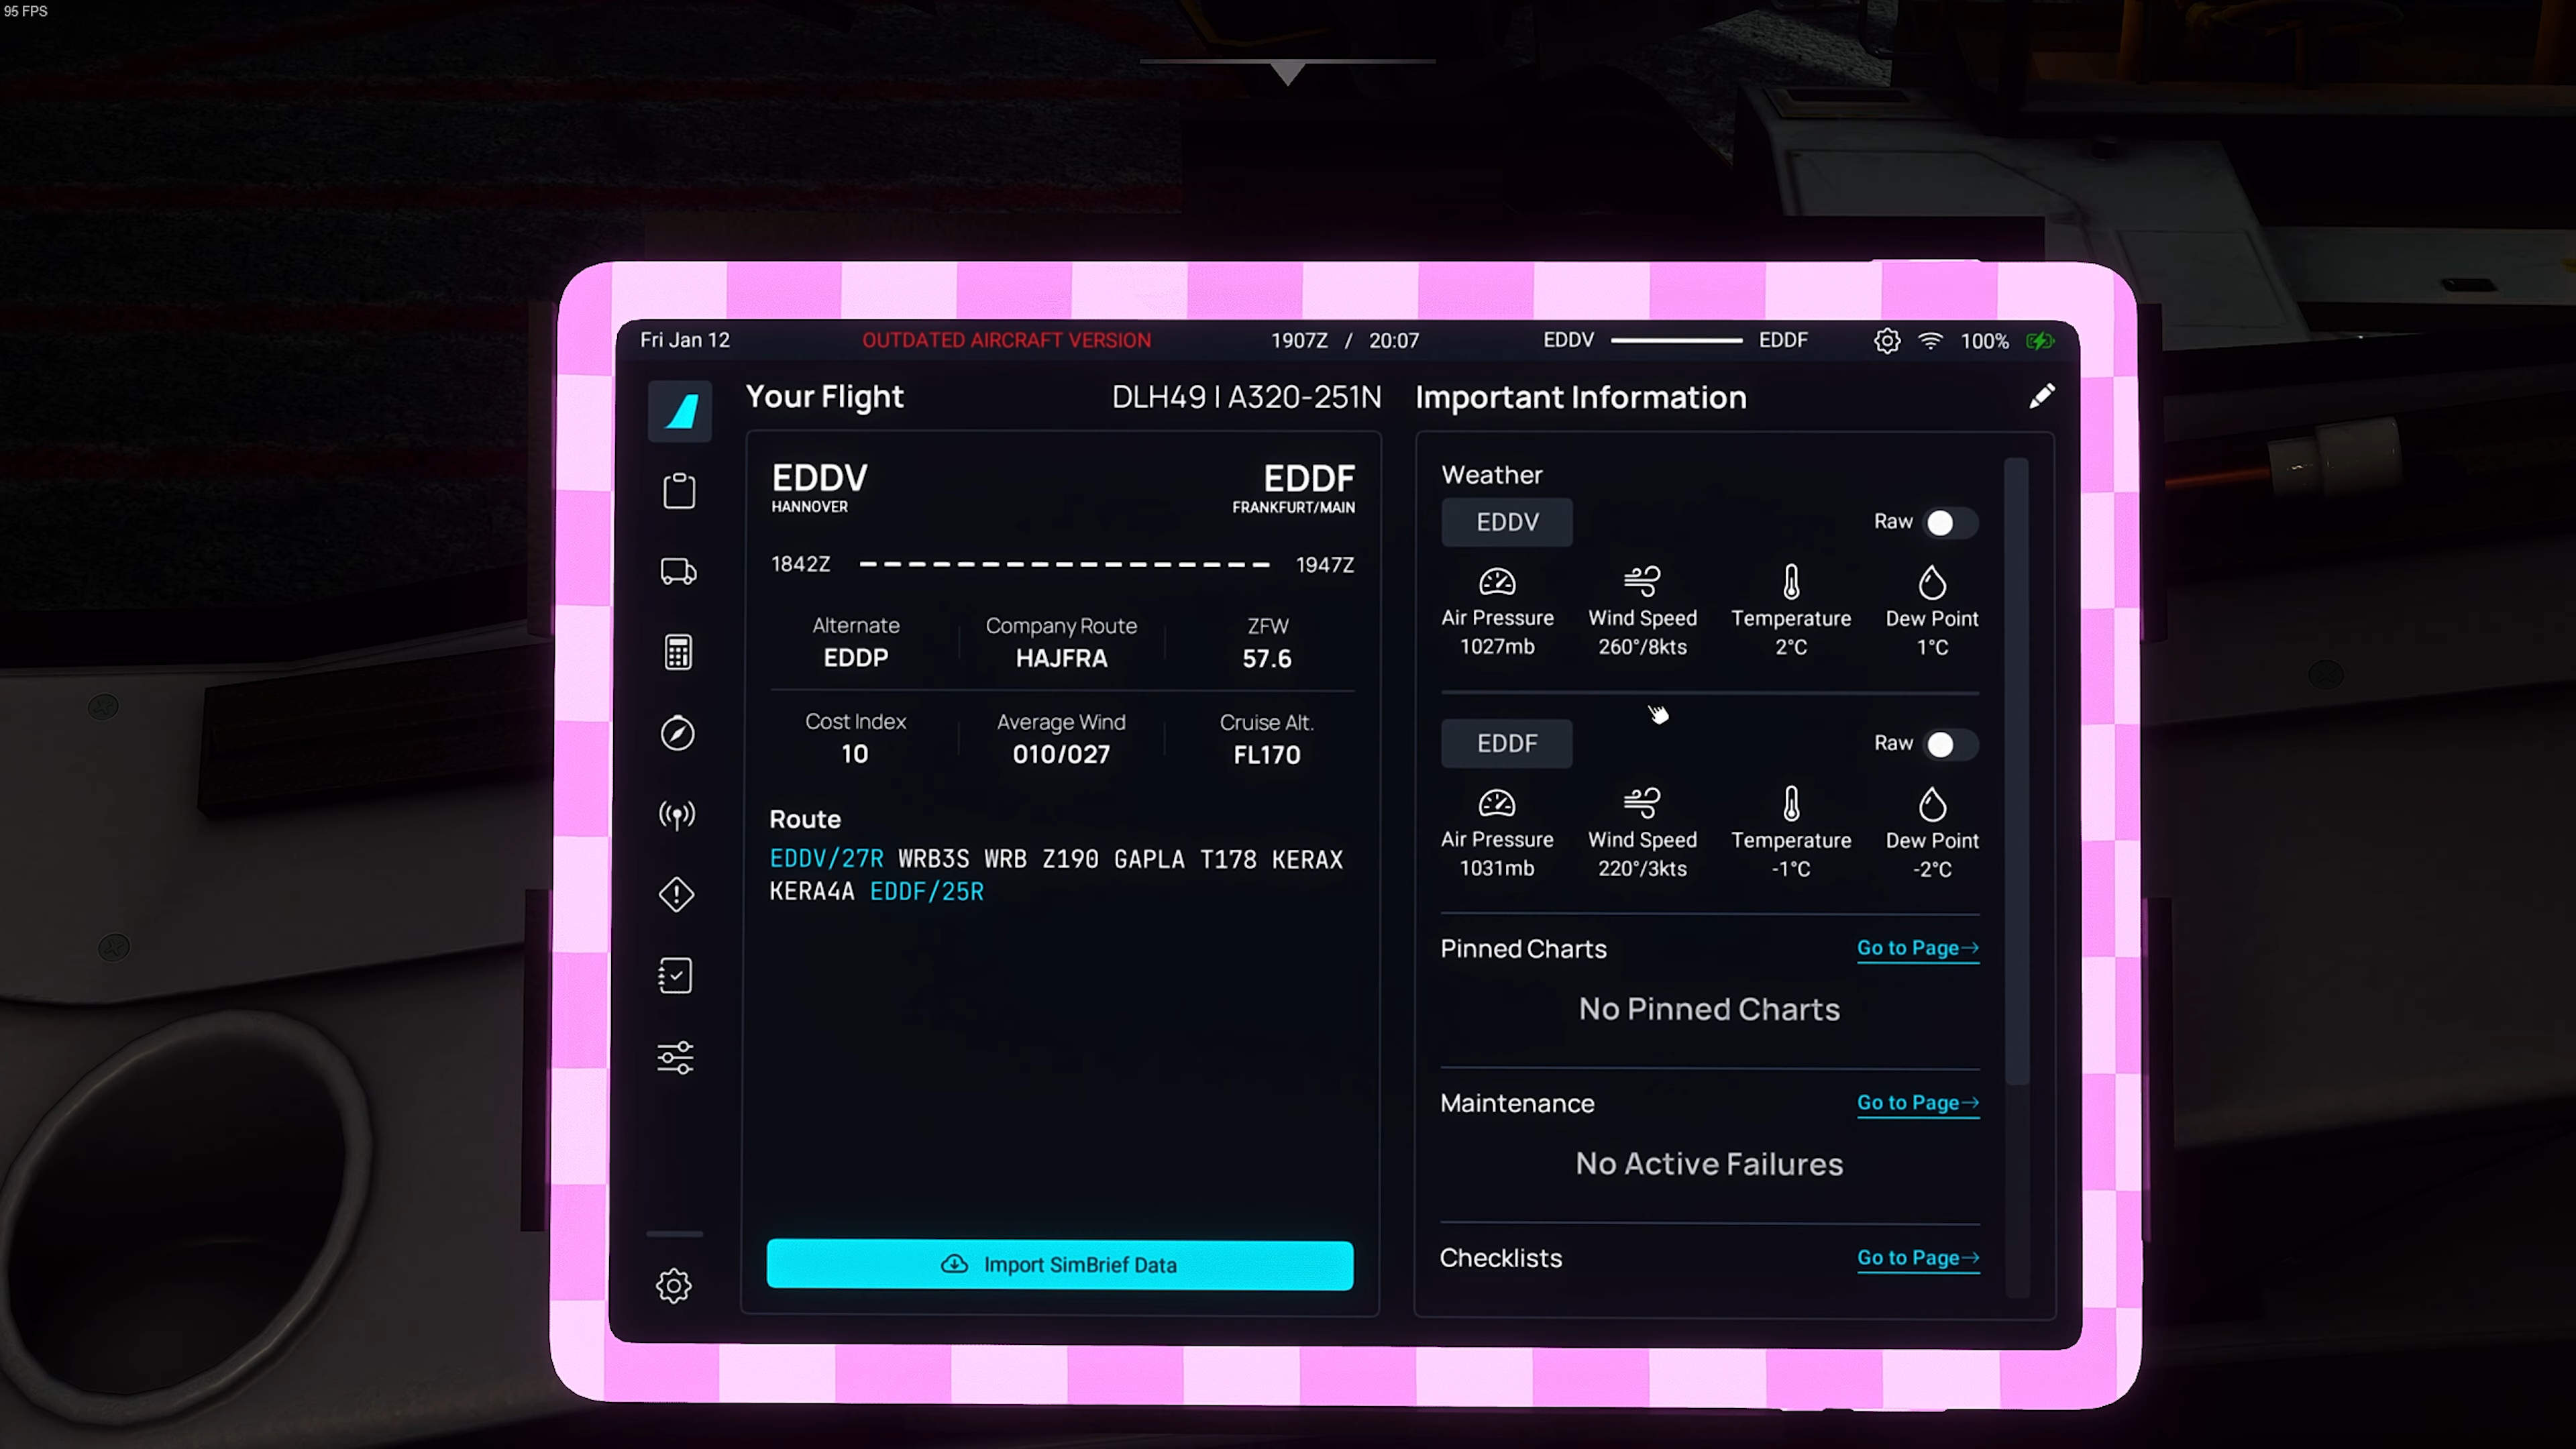 95 FPS
Fri Jan 12 OUTDATED AIRCRAFT VERSION 1907Z / 20:07 EDDV EDDF 100%
Your Flight DLH49 | A320-251N
EDDV EDDF
HANNOVER FRANKFURT/MAIN
1842Z 1947Z
Alternate Company Route ZFW
EDDP HAJFRA 57.6
Cost Index Average Wind Cruise Alt.
10 010/027 FL170
Route
EDDV/27R WRB3S WRB Z190 GAPLA T178 KERAX
KERA4A EDDF/25R
Import SimBrief Data
Important Information
Weather
EDDV Raw
Air Pressure Wind Speed Temperature Dew Point
1027mb 260°/8kts 2°C 1°C
EDDF Raw
Air Pressure Wind Speed Temperature Dew Point
1031mb 220°/3kts -1°C -2°C
Pinned Charts Go to Page→
No Pinned Charts
Maintenance Go to Page→
No Active Failures
Checklists Go to Page→